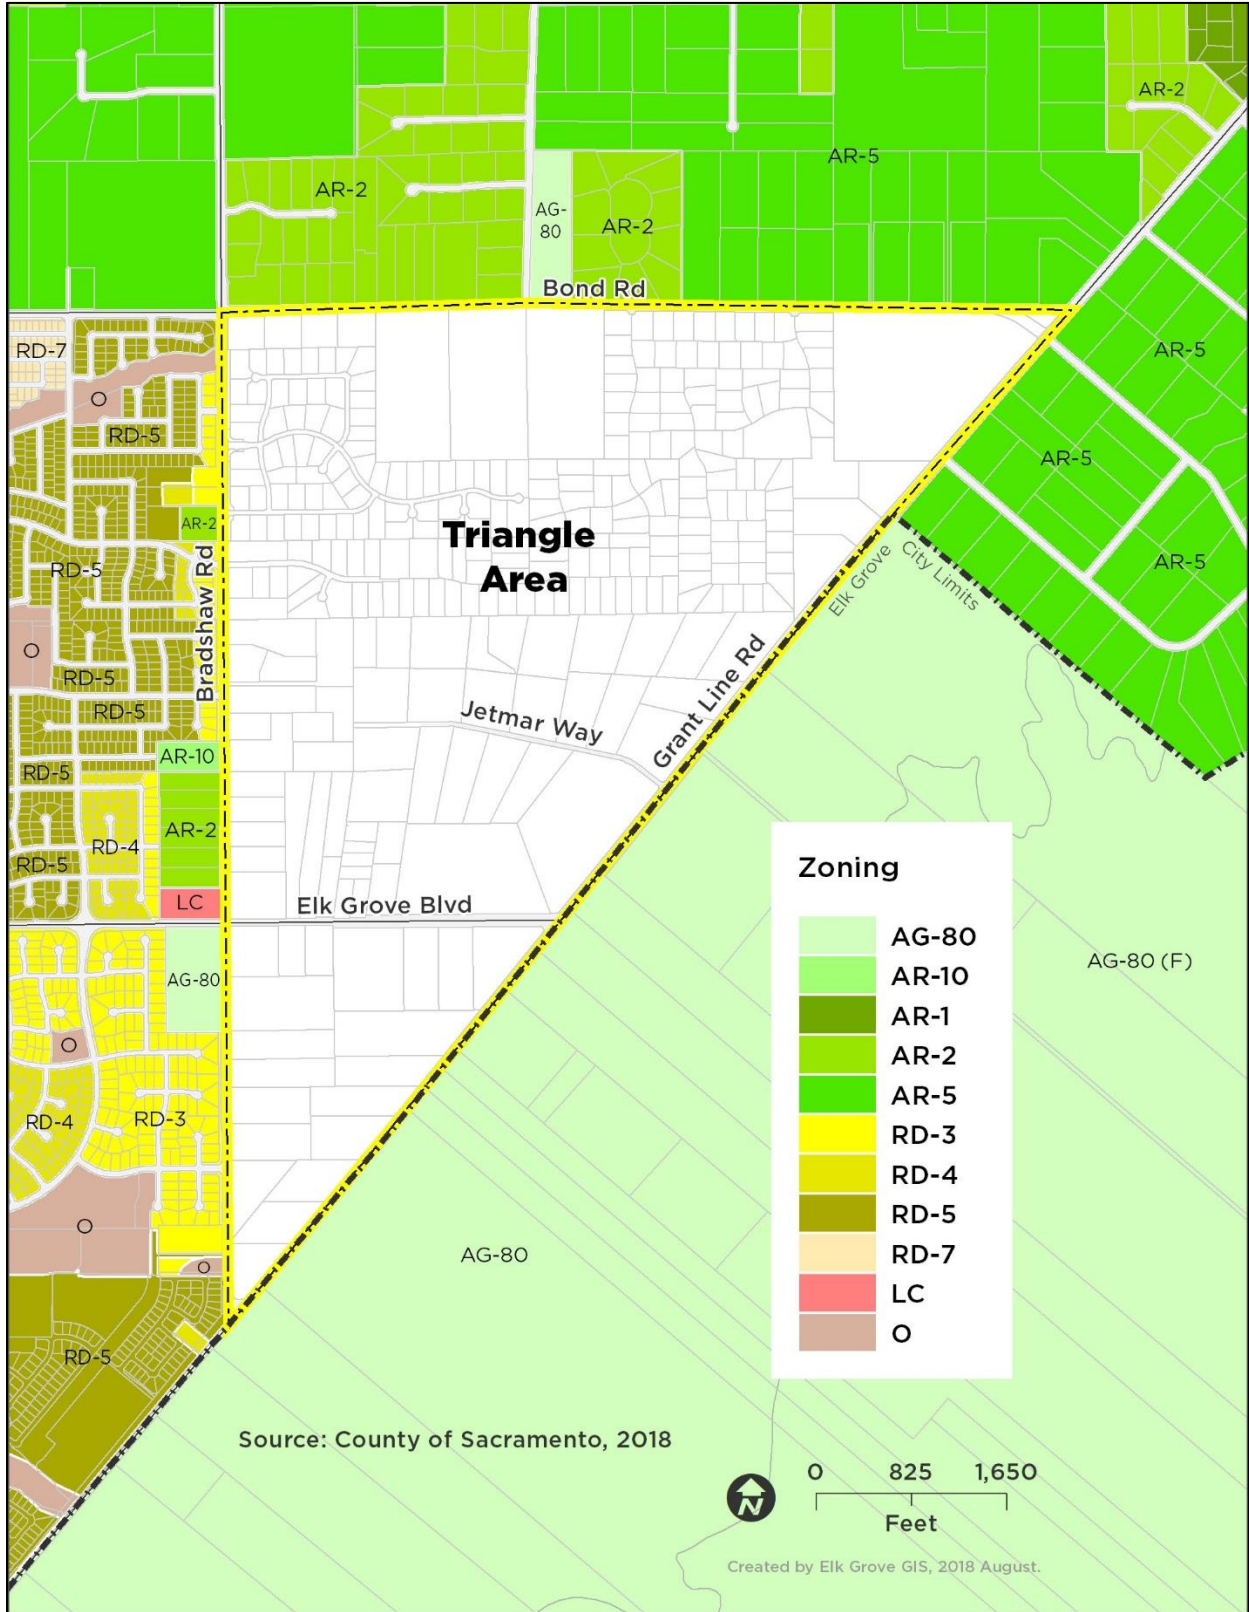 AR-2
AR-5
AR-2
AG-
80
AR-2
Bond Rd
RD-7
AR-5
O
RD-5
AR-5
AR-2
Triangle
Area
RD-5
Bradshaw Rd
Elk Grove
City Limits
AR-5
O
RD-5
RD-5
Jetmar Way
Grant Line Rd
AR-10
RD-5
AR-2
RD-4
RD-5
LC
Elk Grove Blvd
AG-80
O
RD-4
RD-3
O
O
RD-5
AG-80
AG-80 (F)
Zoning
AG-80
AR-10
AR-1
AR-2
AR-5
RD-3
RD-4
RD-5
RD-7
LC
O
Source: County of Sacramento, 2018
N
0 825 1,650
Feet
Created by Elk Grove GIS, 2018 August.